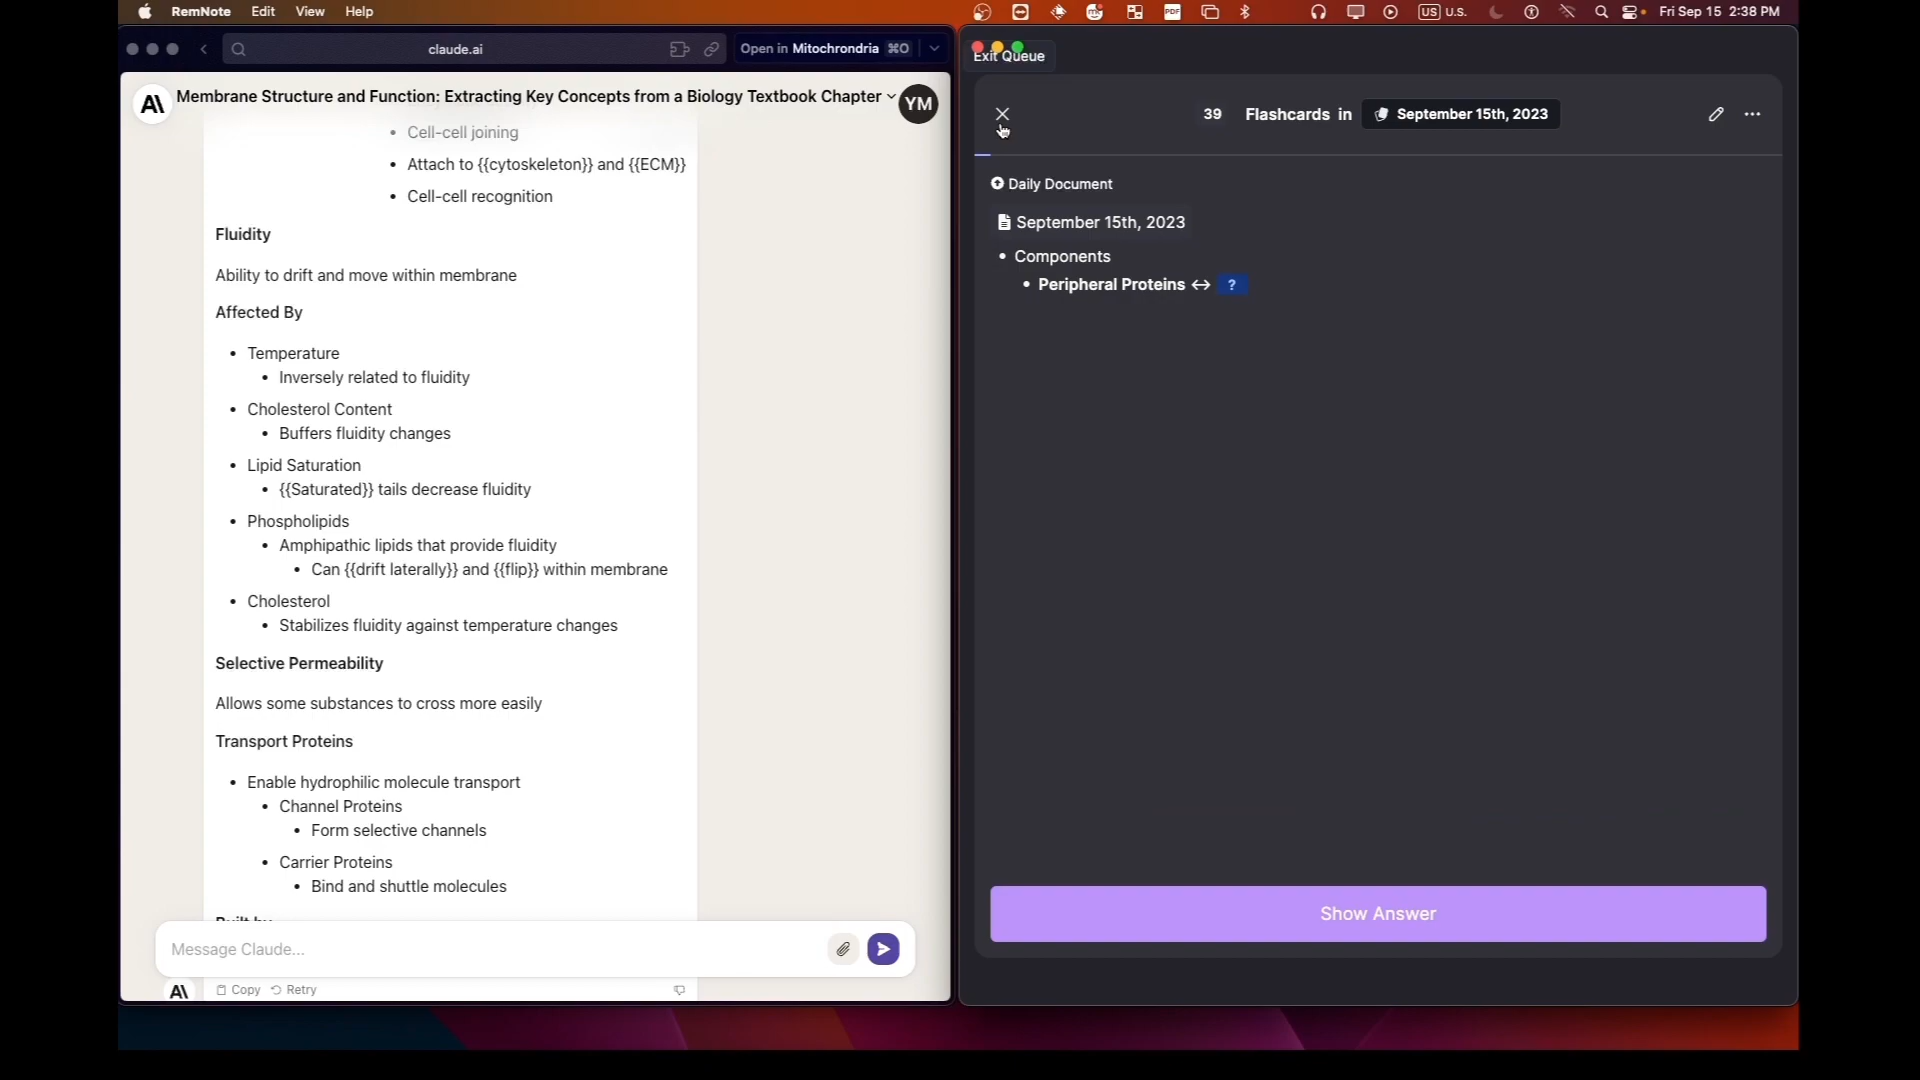 RemNote Edit View Help
PDF
US U.S.
Fri Sep 15 2:38 PM
claude.ai
Open in Mitochrondria ⌘O
Exit Queue
A\
Membrane Structure and Function: Extracting Key Concepts from a Biology Textbook Chapter
YM
• Cell-cell joining
• Attach to {{cytoskeleton}} and {{ECM}}
• Cell-cell recognition
Fluidity
Ability to drift and move within membrane
Affected By
• Temperature
• Inversely related to fluidity
• Cholesterol Content
• Buffers fluidity changes
• Lipid Saturation
• {{Saturated}} tails decrease fluidity
• Phospholipids
• Amphipathic lipids that provide fluidity
• Can {{drift laterally}} and {{flip}} within membrane
• Cholesterol
• Stabilizes fluidity against temperature changes
Selective Permeability
Allows some substances to cross more easily
Transport Proteins
• Enable hydrophilic molecule transport
• Channel Proteins
• Form selective channels
• Carrier Proteins
• Bind and shuttle molecules
Message Claude...
A\
Copy Retry
39 Flashcards in September 15th, 2023
Daily Document
September 15th, 2023
• Components
• Peripheral Proteins ↔ ?
Show Answer